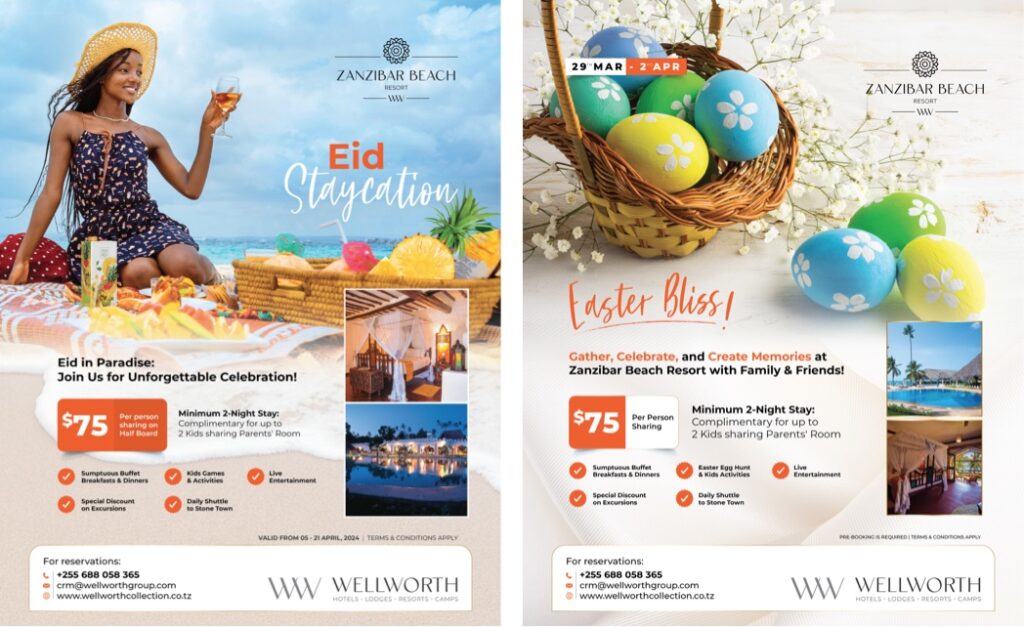 ZANZIBAR BEACH
RESORT
WW
Eid
Staycation
Eid in Paradise:
Join Us for Unforgettable Celebration!
$75
Per person
sharing on
Half Board
Minimum 2-Night Stay:
Complimentary for up to
2 Kids sharing Parents' Room
Sumptuous Buffet
Breakfasts & Dinners
Kids Games
& Activities
Live
Entertainment
Special Discount
on Excursions
Daily Shuttle
to Stone Town
VALID FROM 05 - 21 APRIL, 2024 | TERMS & CONDITIONS APPLY
For reservations:
+255 688 058 365
crm@wellworthgroup.com
www.wellworthcollection.co.tz
WW WELLWORTH
HOTELS • LODGES • RESORTS • CAMPS
29TH MAR - 2ND APR
ZANZIBAR BEACH
RESORT
WW
Easter Bliss!
Gather, Celebrate, and Create Memories at
Zanzibar Beach Resort with Family & Friends!
$75
Per Person
Sharing
Minimum 2-Night Stay:
Complimentary for up to
2 Kids sharing Parents' Room
Sumptuous Buffet
Breakfasts & Dinners
Easter Egg Hunt
& Kids Activities
Live
Entertainment
Special Discount
on Excursions
Daily Shuttle
to Stone Town
PRE-BOOKING IS REQUIRED | TERMS & CONDITIONS APPLY
For reservations:
+255 688 058 365
crm@wellworthgroup.com
www.wellworthcollection.co.tz
WW WELLWORTH
HOTELS • LODGES • RESORTS • CAMPS